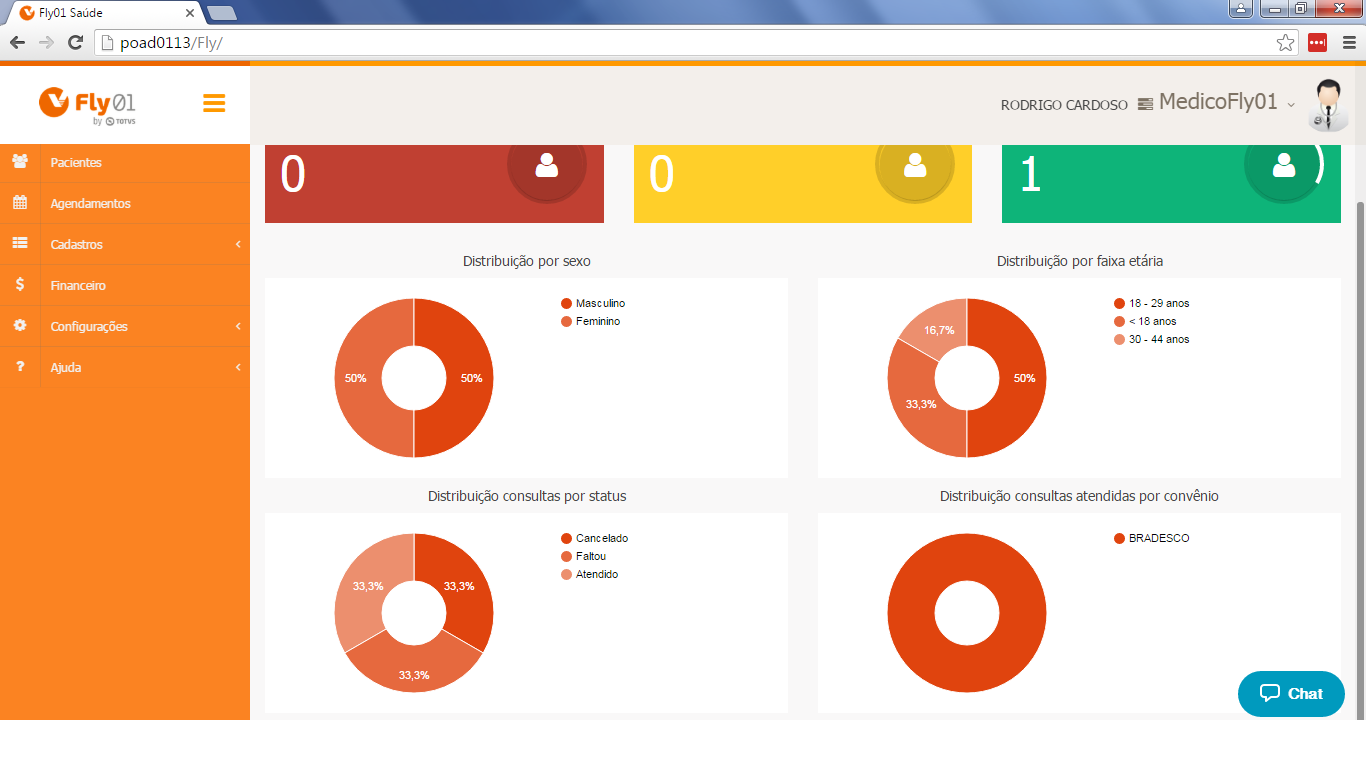 Fly01 Saúde
poad0113/Fly/
Fly01
by TOTVS
RODRIGO CARDOSO MedicoFly01
Pacientes
Agendamentos
Cadastros
Financeiro
Configurações
Ajuda
0
0
1
Distribuição por sexo
50%
50%
Masculino
Feminino
Distribuição por faixa etária
16,7%
50%
33,3%
18 - 29 anos
< 18 anos
30 - 44 anos
Distribuição consultas por status
33,3%
33,3%
33,3%
Cancelado
Faltou
Atendido
Distribuição consultas atendidas por convênio
BRADESCO
Chat